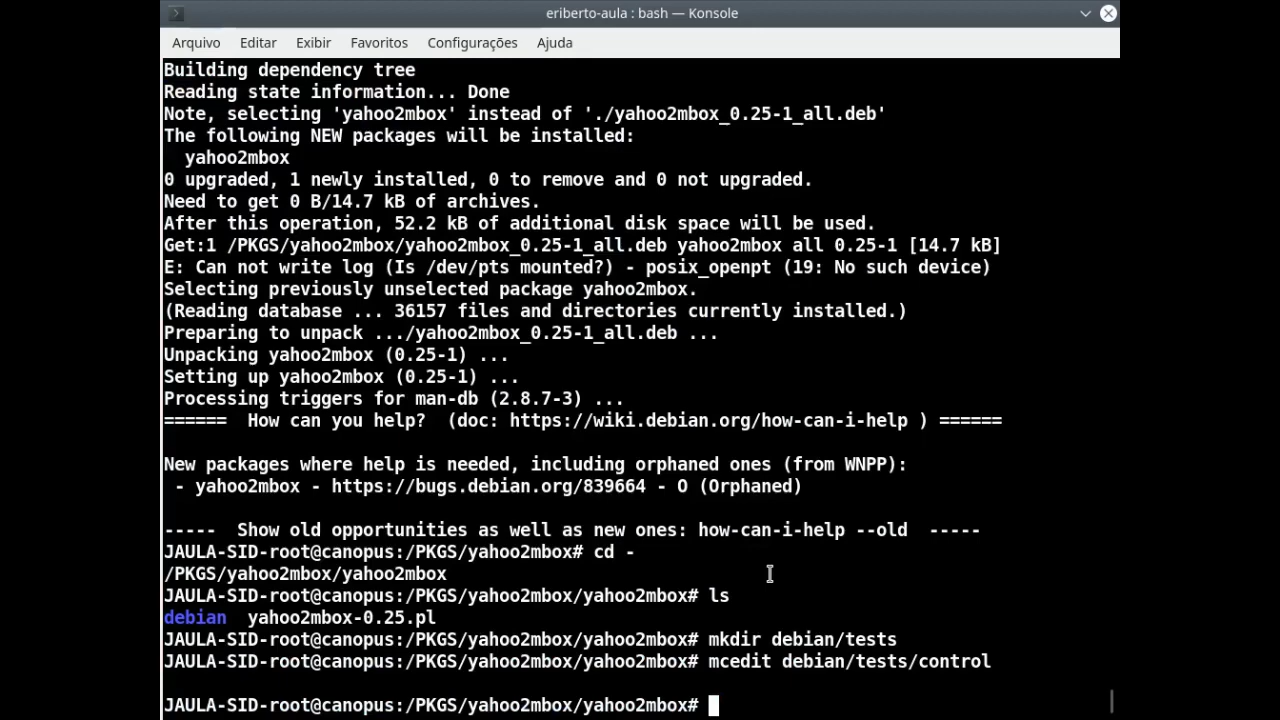 eriberto-aula : bash — Konsole
Arquivo Editar Exibir Favoritos Configurações Ajuda
Building dependency tree
Reading state information... Done
Note, selecting 'yahoo2mbox' instead of './yahoo2mbox_0.25-1_all.deb'
The following NEW packages will be installed:
  yahoo2mbox
0 upgraded, 1 newly installed, 0 to remove and 0 not upgraded.
Need to get 0 B/14.7 kB of archives.
After this operation, 52.2 kB of additional disk space will be used.
Get:1 /PKGS/yahoo2mbox/yahoo2mbox_0.25-1_all.deb yahoo2mbox all 0.25-1 [14.7 kB]
E: Can not write log (Is /dev/pts mounted?) - posix_openpt (19: No such device)
Selecting previously unselected package yahoo2mbox.
(Reading database ... 36157 files and directories currently installed.)
Preparing to unpack .../yahoo2mbox_0.25-1_all.deb ...
Unpacking yahoo2mbox (0.25-1) ...
Setting up yahoo2mbox (0.25-1) ...
Processing triggers for man-db (2.8.7-3) ...
======  How can you help?  (doc: https://wiki.debian.org/how-can-i-help ) ======
New packages where help is needed, including orphaned ones (from WNPP):
 - yahoo2mbox - https://bugs.debian.org/839664 - O (Orphaned)
-----  Show old opportunities as well as new ones: how-can-i-help --old  -----
JAULA-SID-root@canopus:/PKGS/yahoo2mbox# cd -
/PKGS/yahoo2mbox/yahoo2mbox
JAULA-SID-root@canopus:/PKGS/yahoo2mbox/yahoo2mbox# ls
debian  yahoo2mbox-0.25.pl
JAULA-SID-root@canopus:/PKGS/yahoo2mbox/yahoo2mbox# mkdir debian/tests
JAULA-SID-root@canopus:/PKGS/yahoo2mbox/yahoo2mbox# mcedit debian/tests/control
JAULA-SID-root@canopus:/PKGS/yahoo2mbox/yahoo2mbox#